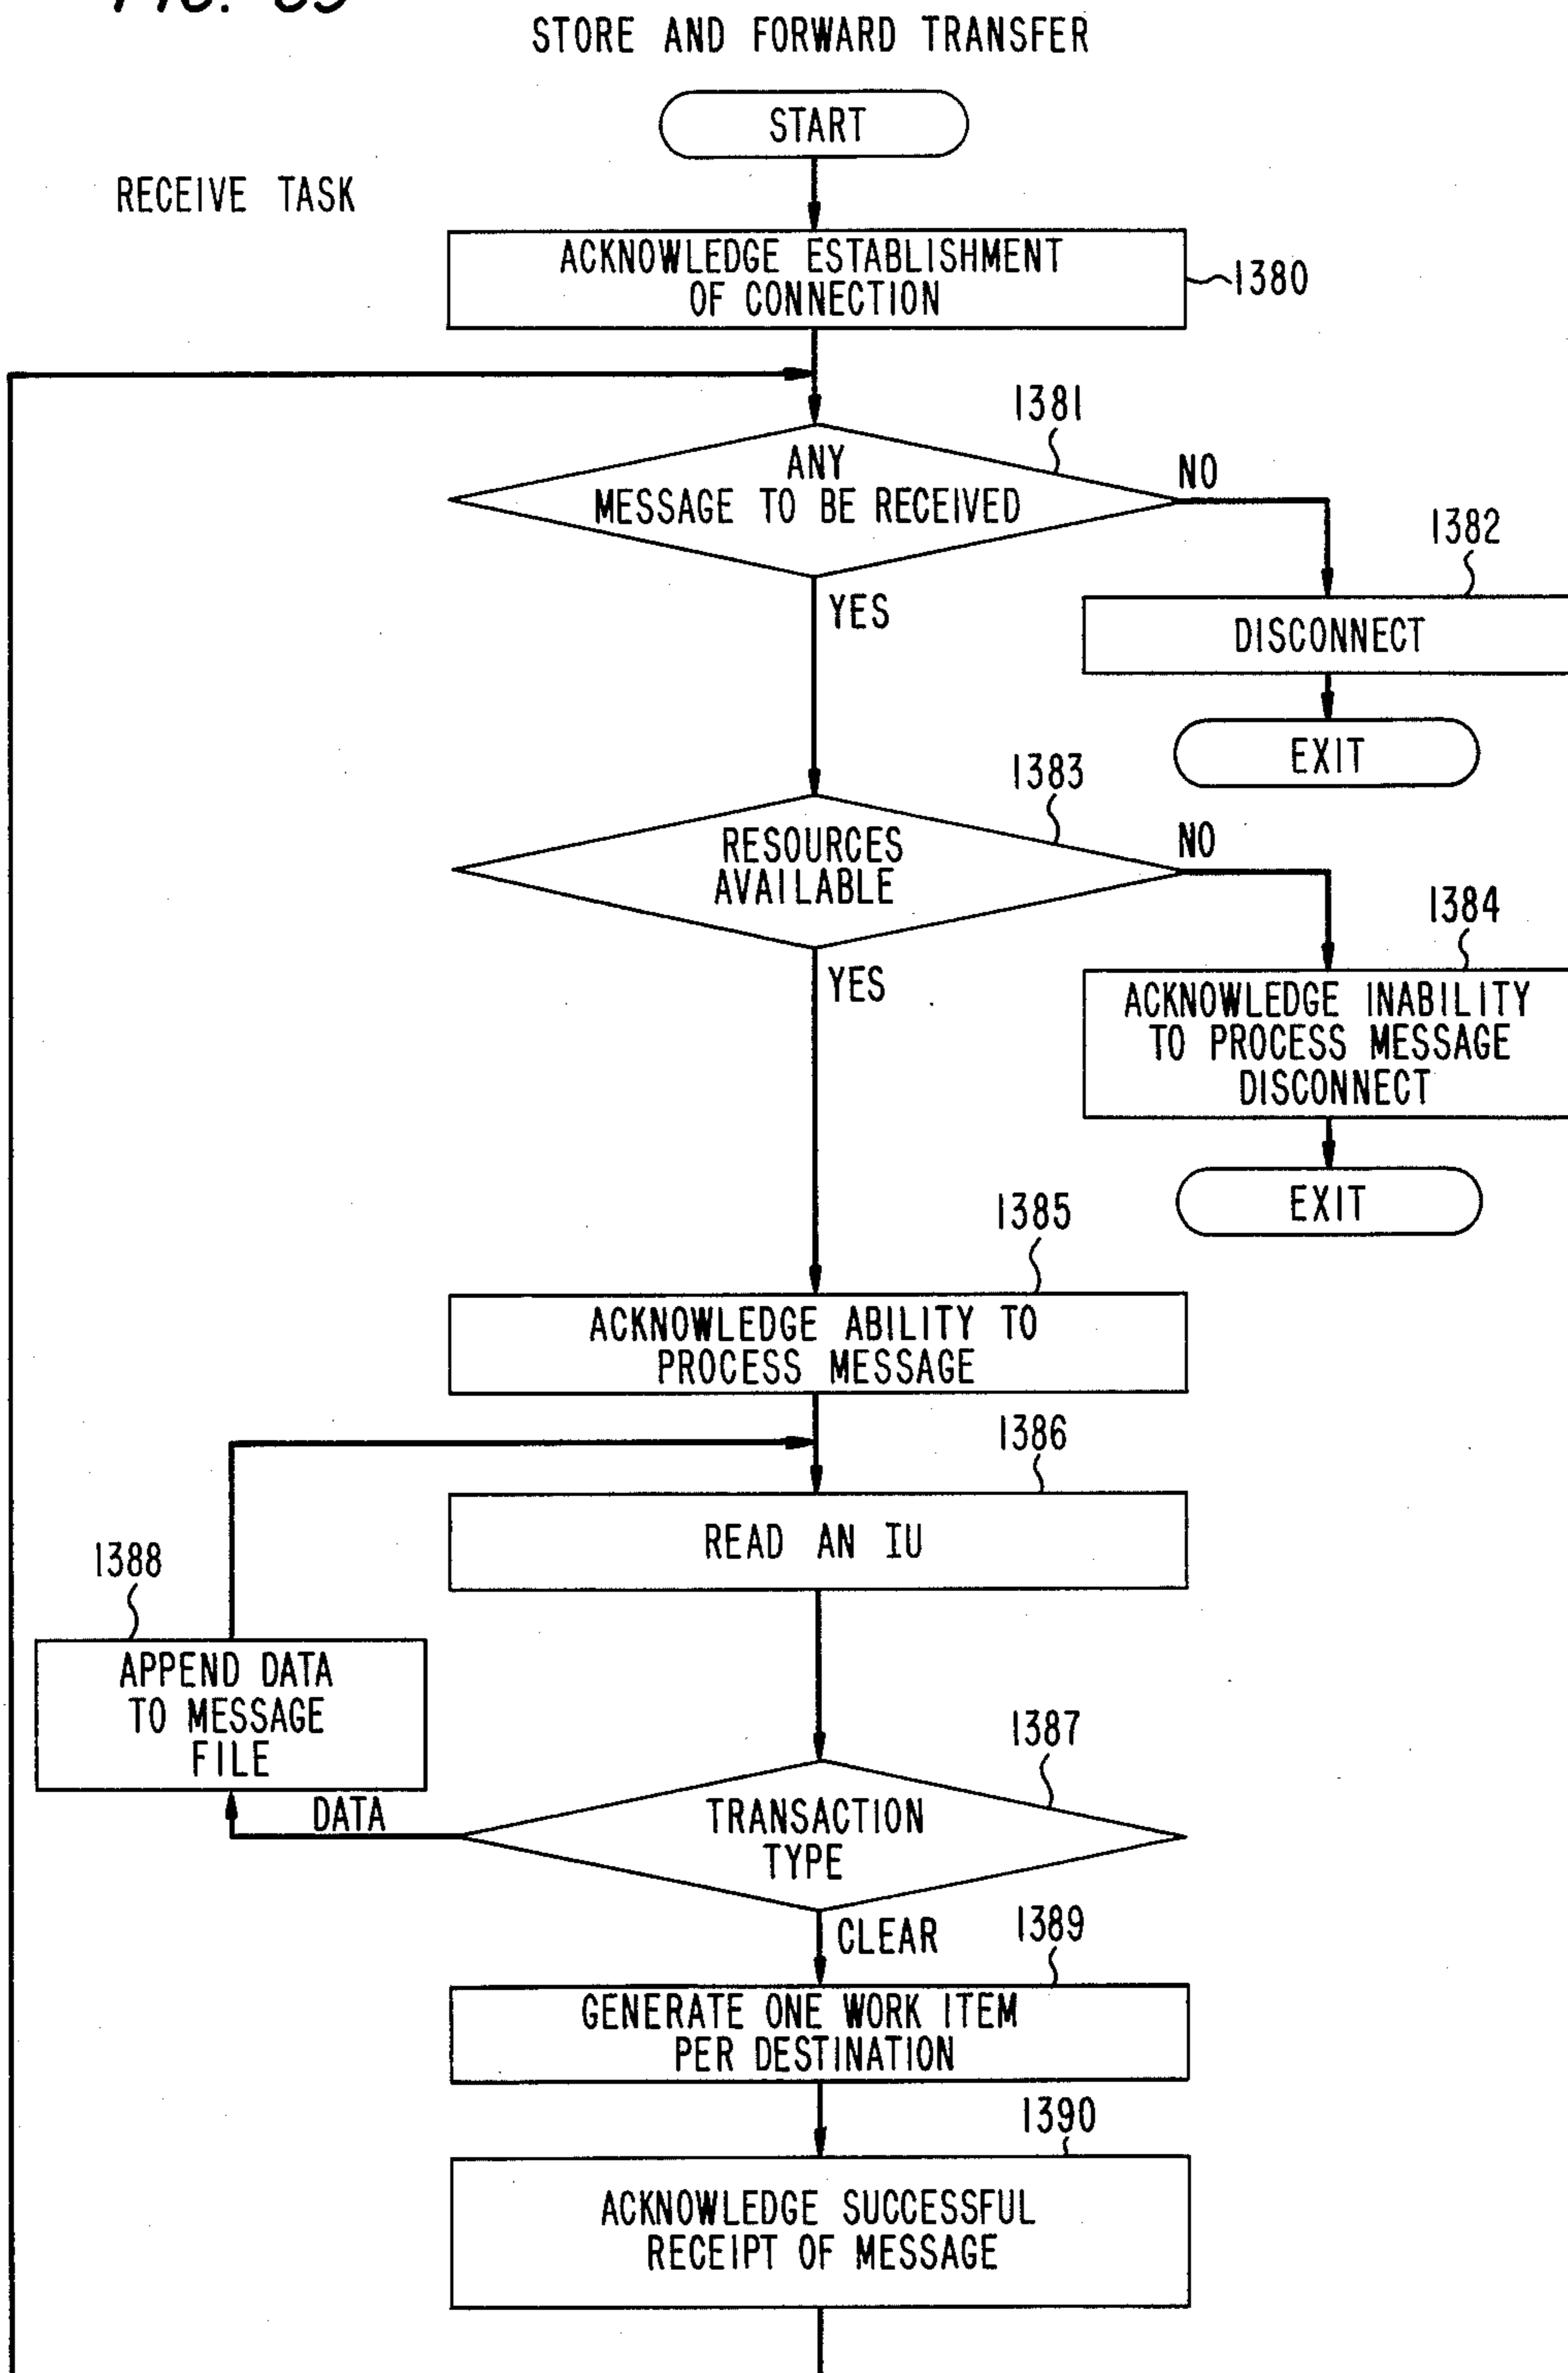 STORE AND FORWARD TRANSFER
START
RECEIVE TASK
ACKNOWLEDGE ESTABLISHMENT
OF CONNECTION
1380
1381
ANY
MESSAGE TO BE RECEIVED
NO
YES
1382
DISCONNECT
EXIT
1383
RESOURCES
AVAILABLE
NO
YES
1384
ACKNOWLEDGE INABILITY
TO PROCESS MESSAGE
DISCONNECT
EXIT
1385
ACKNOWLEDGE ABILITY TO
PROCESS MESSAGE
1386
READ AN IU
1388
APPEND DATA
TO MESSAGE
FILE
DATA
1387
TRANSACTION
TYPE
CLEAR
1389
GENERATE ONE WORK ITEM
PER DESTINATION
1390
ACKNOWLEDGE SUCCESSFUL
RECEIPT OF MESSAGE